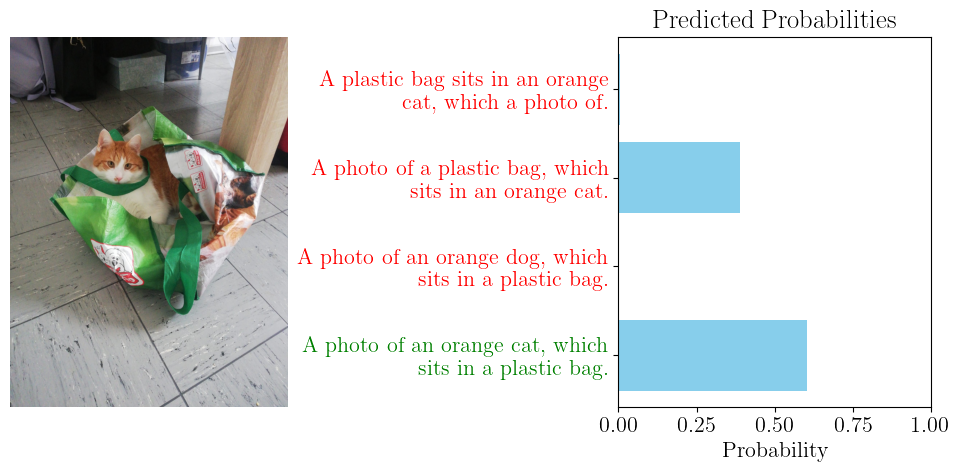 Predicted Probabilities
A plastic bag sits in an orange
cat, which a photo of.
A photo of a plastic bag, which
sits in an orange cat.
A photo of an orange dog, which
sits in a plastic bag.
A photo of an orange cat, which
sits in a plastic bag.
0.00 0.25 0.50 0.75 1.00
Probability